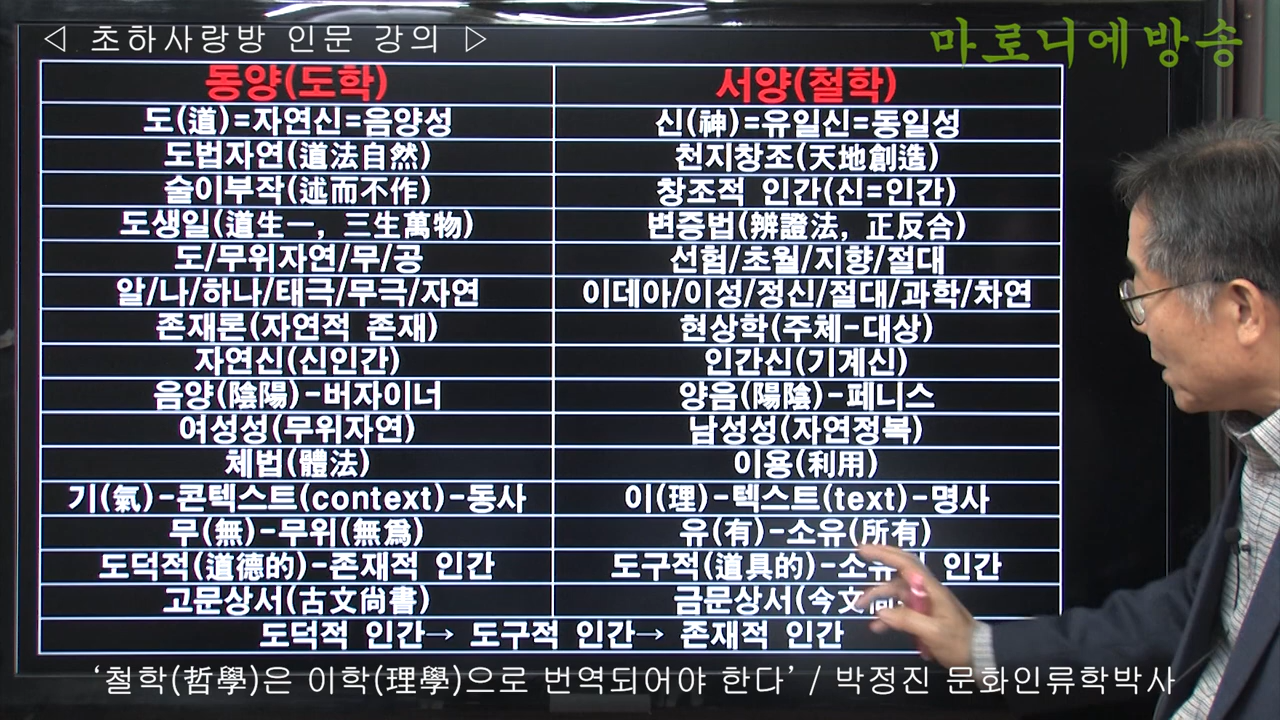 ◁ 초하사랑방 인문 강의 ▷
마로니에방송
동양(도학) 서양(철학)
도(道)=자연신=음양성 신(神)=유일신=동일성
도법자연(道法自然) 천지창조(天地創造)
술이부작(述而不作) 창조적 인간(신=인간)
도생일(道生一, 三生萬物) 변증법(辨證法, 正反合)
도/무위자연/무/공 선험/초월/지향/절대
알/나/하나/태극/무극/자연 이데아/이성/정신/절대/과학/차연
존재론(자연적 존재) 현상학(주체-대상)
자연신(신인간) 인간신(기계신)
음양(陰陽)-버자이너 양음(陽陰)-페니스
여성성(무위자연) 남성성(자연정복)
체법(體法) 이용(利用)
기(氣)-콘텍스트(context)-동사 이(理)-텍스트(text)-명사
무(無)-무위(無爲) 유(有)-소유(所有)
도덕적(道德的)-존재적 인간 도구적(道具的)-소유 인간
고문상서(古文尙書) 금문상서(今文尙
도덕적 인간→ 도구적 인간→ 존재적 인간
‘철학(哲學)은 이학(理學)으로 번역되어야 한다’ / 박정진 문화인류학박사